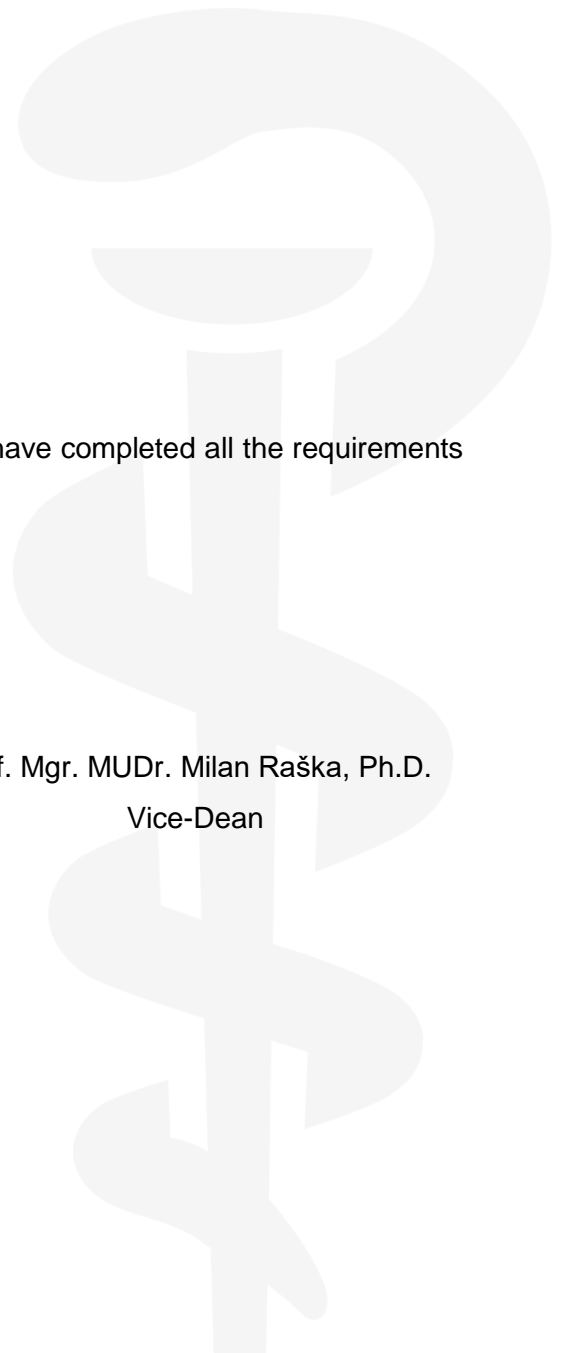 have completed all the requirements
f. Mgr. MUDr. Milan Raška, Ph.D.
Vice-Dean